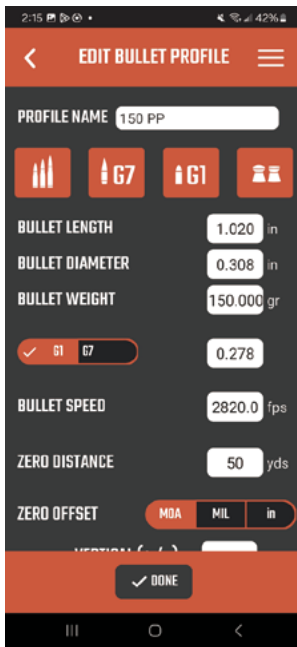 2:15 42%
EDIT BULLET PROFILE
PROFILE NAME 150 PP
G7 G1
BULLET LENGTH 1.020 in
BULLET DIAMETER 0.308 in
BULLET WEIGHT 150.000 gr
G1 G7 0.278
BULLET SPEED 2820.0 fps
ZERO DISTANCE 50 yds
ZERO OFFSET MOA MIL in
DONE